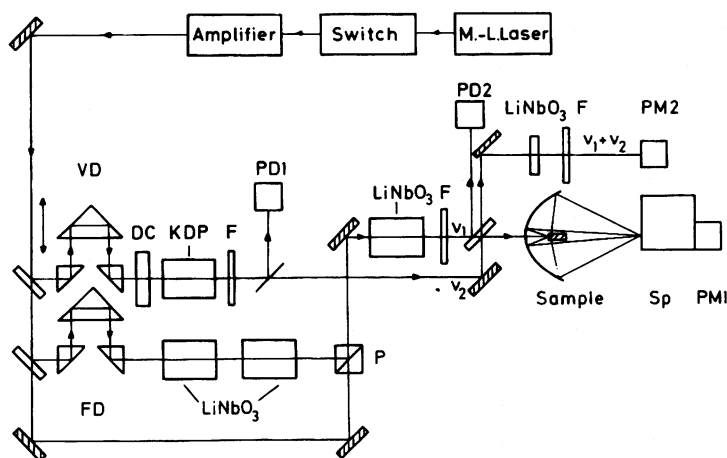 Amplifier
Switch
M.-L.Laser
PD2
LiNbO₃ F
PM2
ν₁+ν₂
VD
PD1
LiNbO₃ F
DC
KDP
F
ν₁
ν₂
Sample
Sp
PM1
P
FD
LiNbO₃